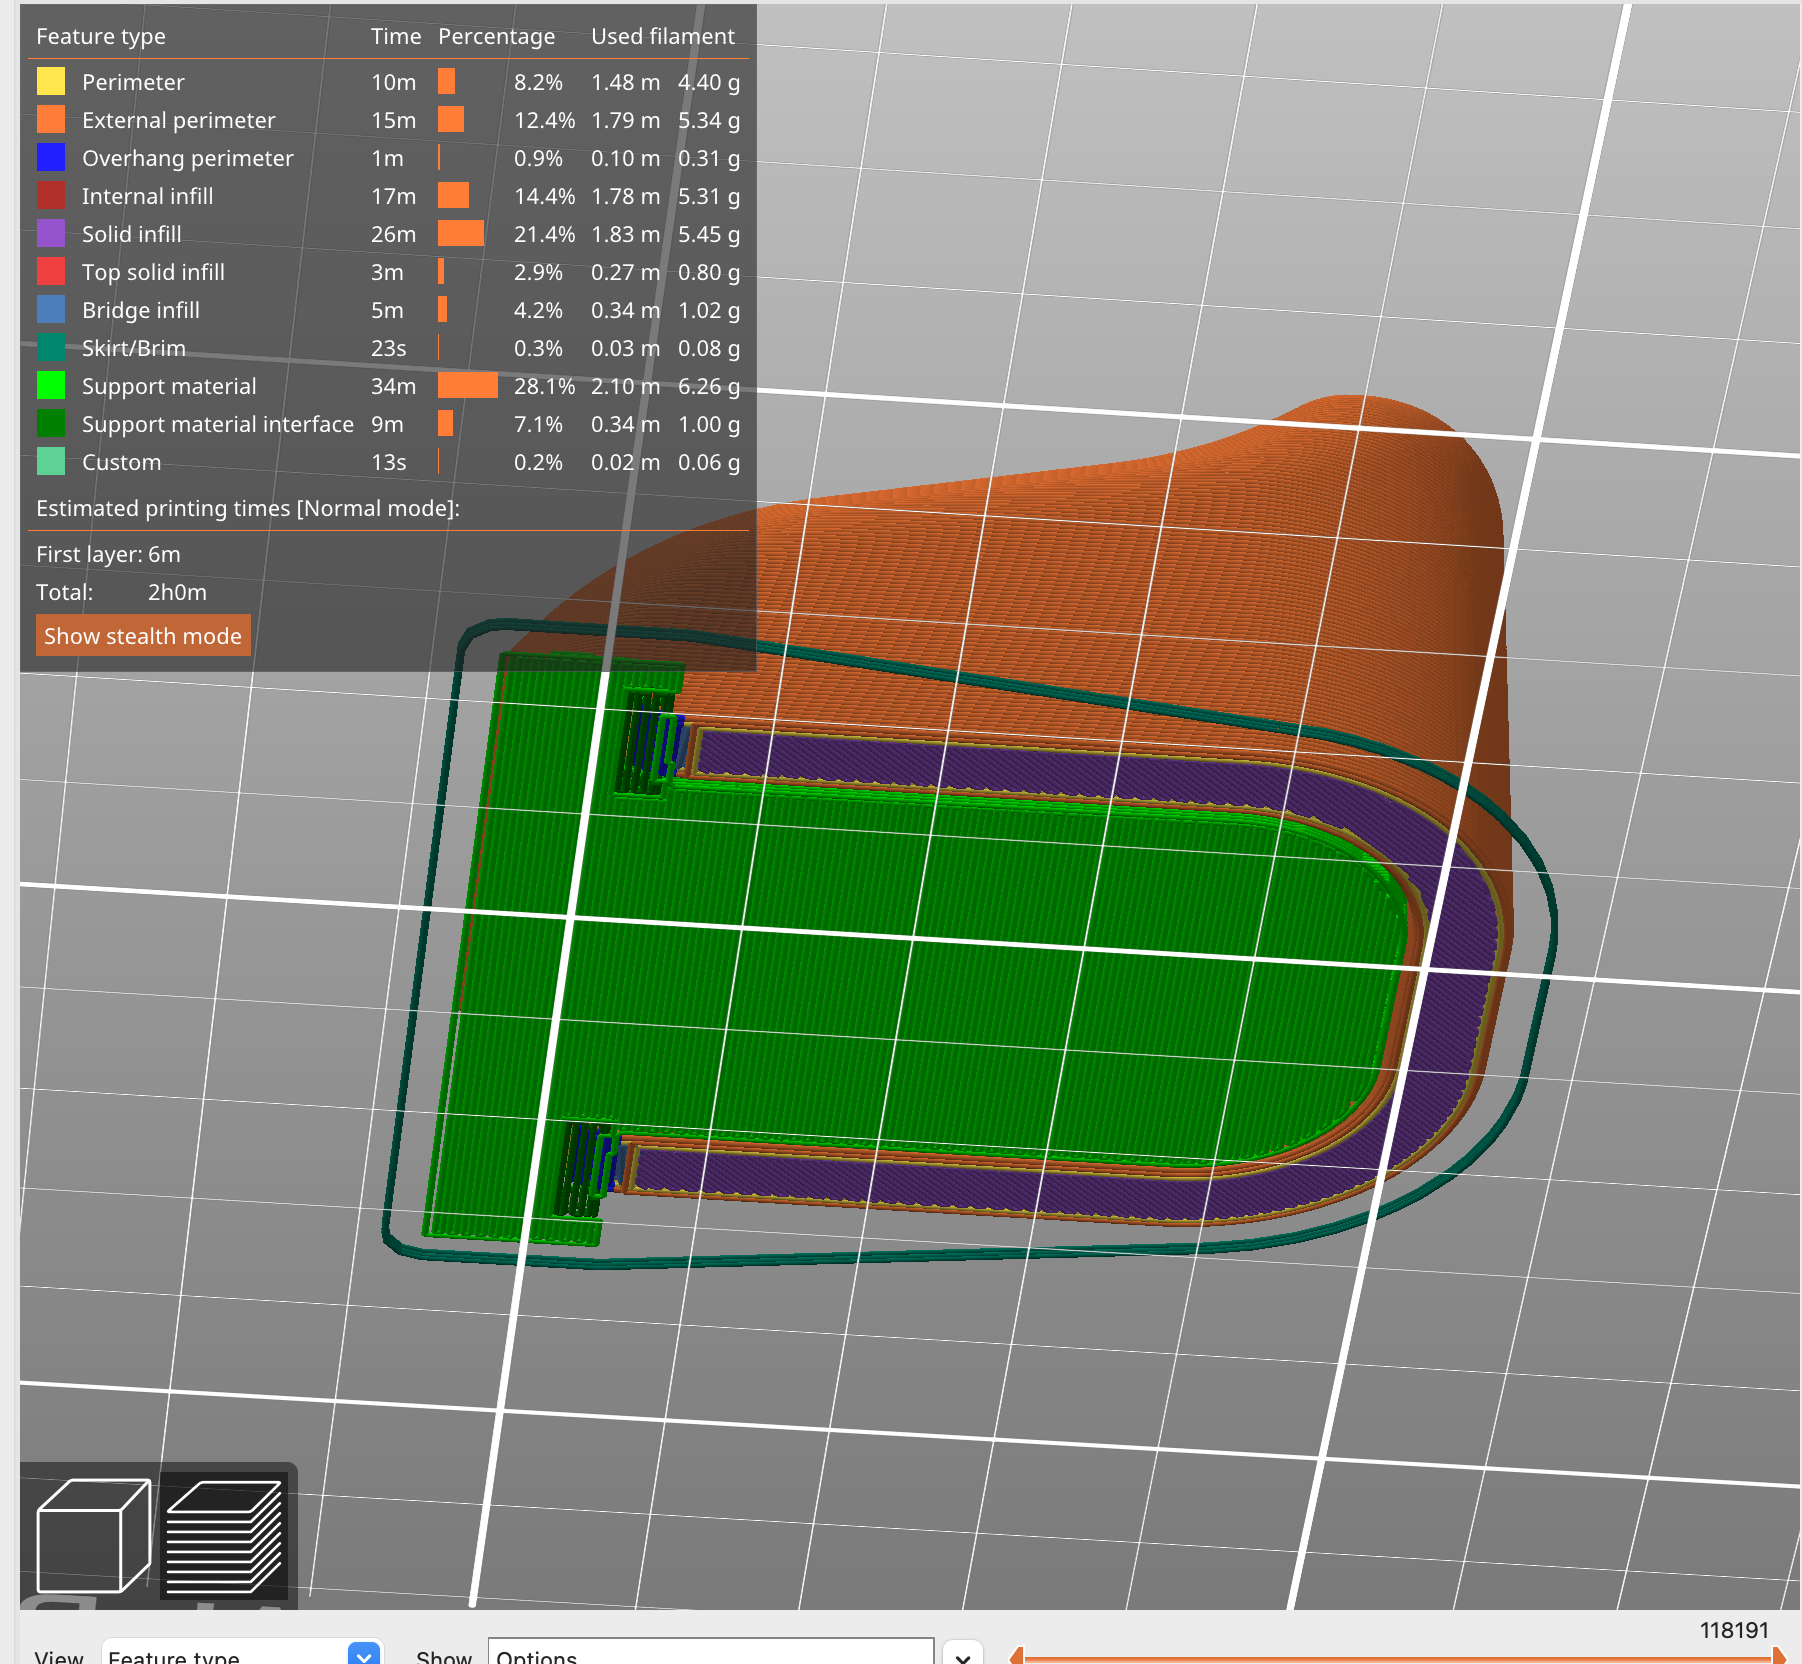 Feature type Time Percentage Used filament
Perimeter 10m 8.2% 1.48 m 4.40 g
External perimeter 15m 12.4% 1.79 m 5.34 g
Overhang perimeter 1m 0.9% 0.10 m 0.31 g
Internal infill 17m 14.4% 1.78 m 5.31 g
Solid infill 26m 21.4% 1.83 m 5.45 g
Top solid infill 3m 2.9% 0.27 m 0.80 g
Bridge infill 5m 4.2% 0.34 m 1.02 g
Skirt/Brim 23s 0.3% 0.03 m 0.08 g
Support material 34m 28.1% 2.10 m 6.26 g
Support material interface 9m 7.1% 0.34 m 1.00 g
Custom 13s 0.2% 0.02 m 0.06 g
Estimated printing times [Normal mode]:
First layer: 6m
Total: 2h0m
Show stealth mode
118191
View Feature type Show Options